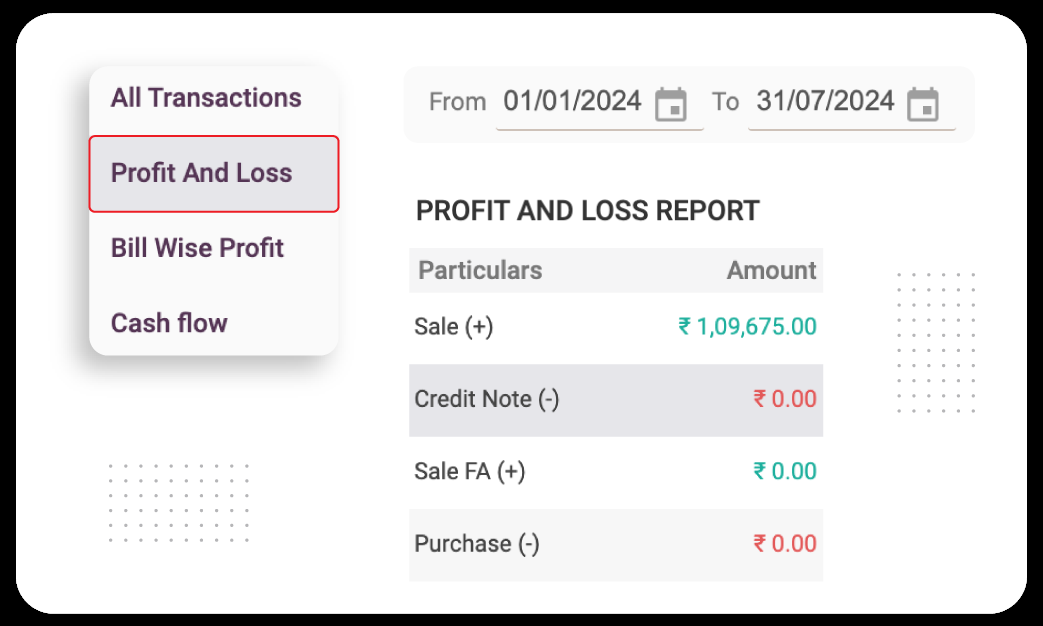 All Transactions
Profit And Loss
Bill Wise Profit
Cash flow
From 01/01/2024 To 31/07/2024
PROFIT AND LOSS REPORT
Particulars Amount
Sale (+) ₹ 1,09,675.00
Credit Note (-) ₹ 0.00
Sale FA (+) ₹ 0.00
Purchase (-) ₹ 0.00